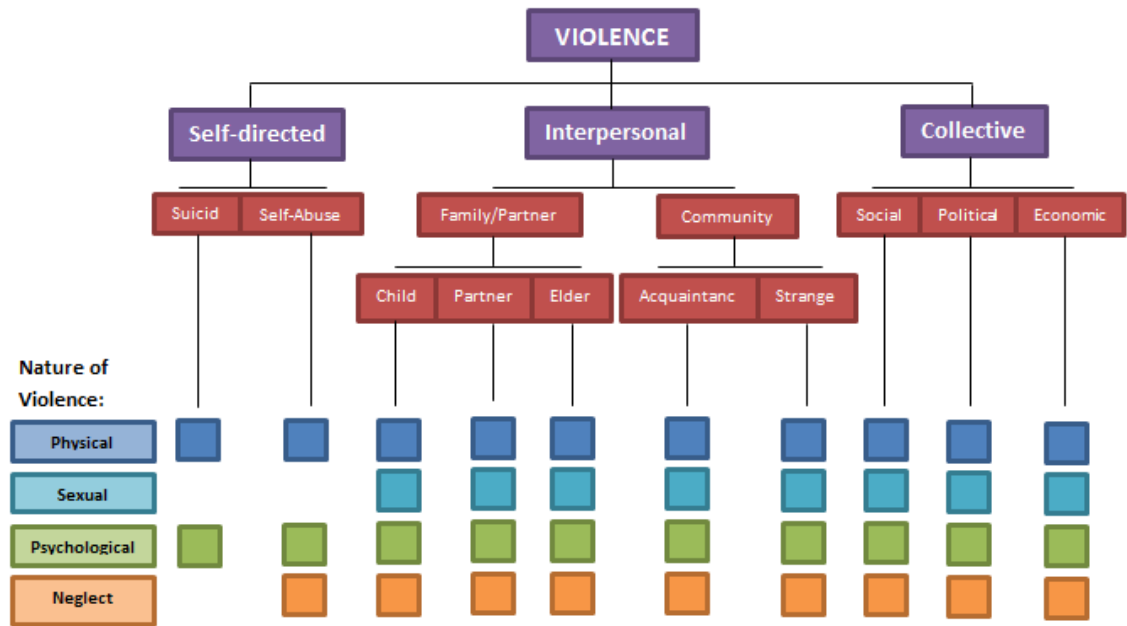 VIOLENCE
Self-directed
Interpersonal
Collective
Suicid
Self-Abuse
Family/Partner
Community
Social
Political
Economic
Child
Partner
Elder
Acquaintanc
Strange
Nature of
Violence:
Physical
Sexual
Psychological
Neglect